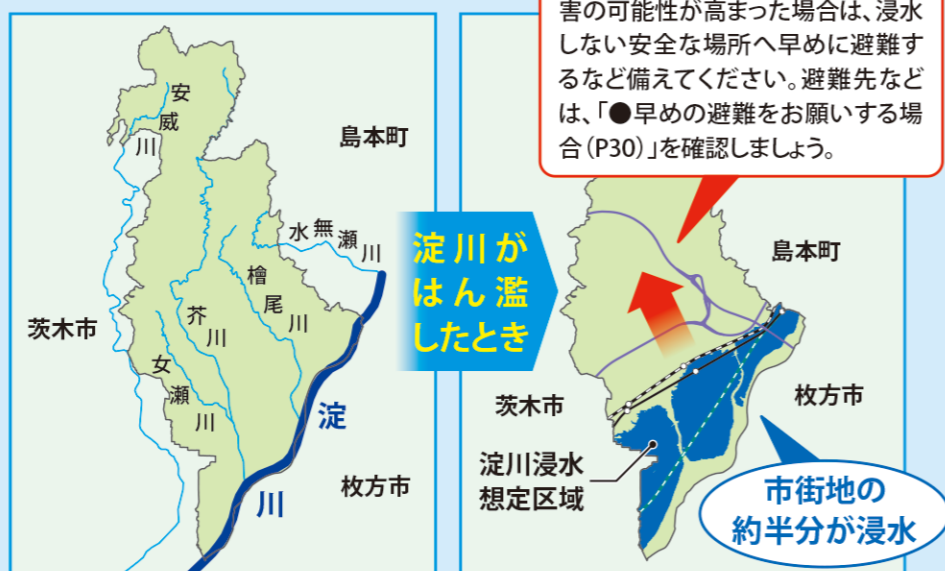 害の可能性が高まった場合は、浸水
しない安全な場所へ早めに避難す
るなど備えてください。避難先など
は、「●早めの避難をお願いする場
合(P30)」を確認しましょう。
安威川
島本町
水無瀬川
檜尾川
芥川
女瀬川
茨木市
淀川
枚方市
淀川が
はん濫
したとき
島本町
茨木市
枚方市
淀川浸水
想定区域
市街地の
約半分が浸水